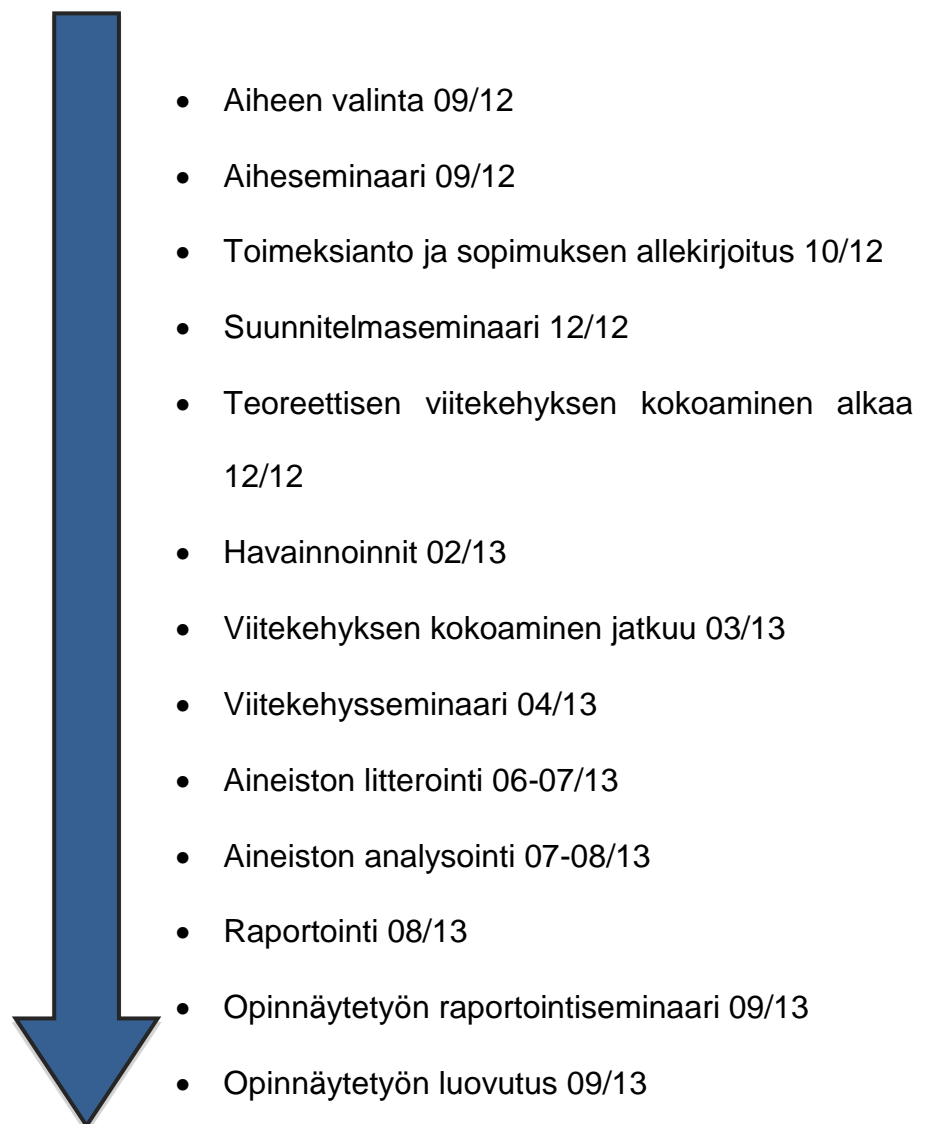 • Aiheen valinta 09/12
• Aiheseminaari 09/12
• Toimeksianto ja sopimuksen allekirjoitus 10/12
• Suunnitelmaseminaari 12/12
• Teoreettisen viitekehyksen kokoaminen alkaa
12/12
• Havainnoinnit 02/13
• Viitekehyksen kokoaminen jatkuu 03/13
• Viitekehysseminaari 04/13
• Aineiston litterointi 06-07/13
• Aineiston analysointi 07-08/13
• Raportointi 08/13
• Opinnäytetyön raportointiseminaari 09/13
• Opinnäytetyön luovutus 09/13